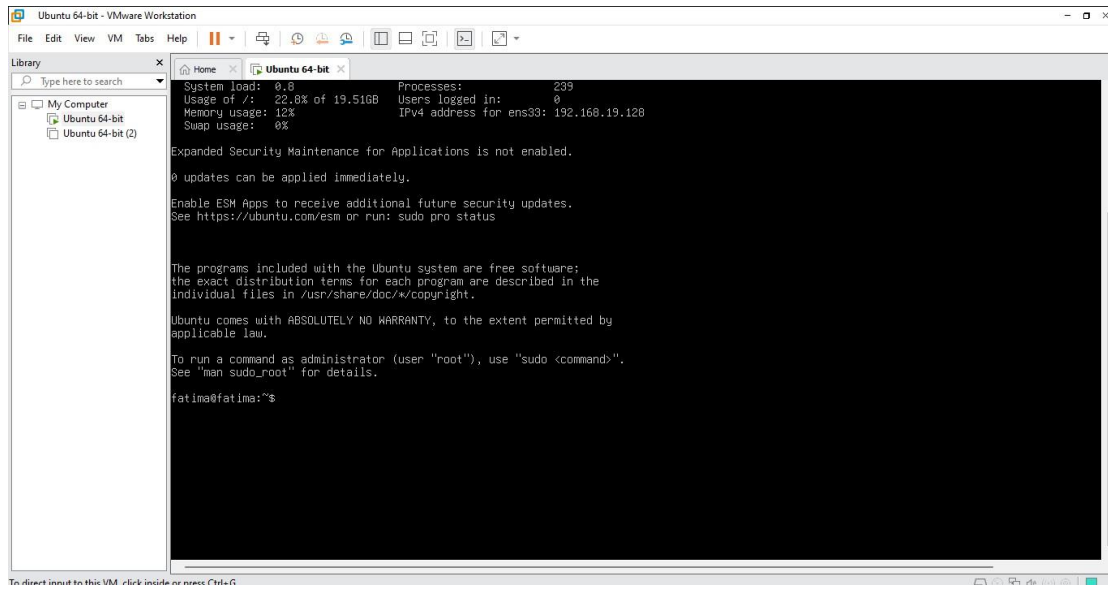 Ubuntu 64-bit - VMware Workstation
File Edit View VM Tabs Help
Library
Type here to search
My Computer
Ubuntu 64-bit
Ubuntu 64-bit (2)
Home
Ubuntu 64-bit
System load: 0.8 Processes: 239
Usage of /: 22.8% of 19.51GB Users logged in: 0
Memory usage: 12% IPv4 address for ens33: 192.168.19.128
Swap usage: 0%
Expanded Security Maintenance for Applications is not enabled.
0 updates can be applied immediately.
Enable ESM Apps to receive additional future security updates.
See https://ubuntu.com/esm or run: sudo pro status
The programs included with the Ubuntu system are free software;
the exact distribution terms for each program are described in the
individual files in /usr/share/doc/*/copyright.
Ubuntu comes with ABSOLUTELY NO WARRANTY, to the extent permitted by
applicable law.
To run a command as administrator (user "root"), use "sudo <command>".
See "man sudo_root" for details.
fatima@fatima:~$
To direct input to this VM, click inside or press Ctrl+G.